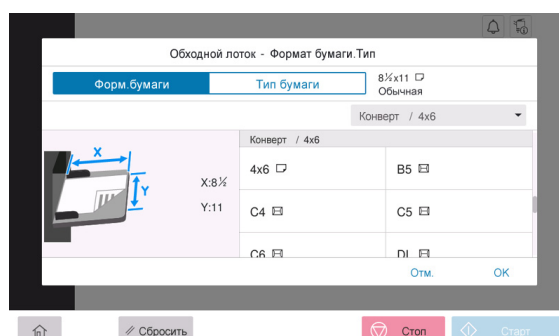 Обходной лоток - Формат бумаги.Тип
Форм.бумаги
Тип бумаги
8½x11
Обычная
Конверт / 4x6
Конверт / 4x6
X
Y
X:8½
Y:11
4x6
B5
C4
C5
C6
DL
Отм.
OK
Сбросить
Стоп
Старт